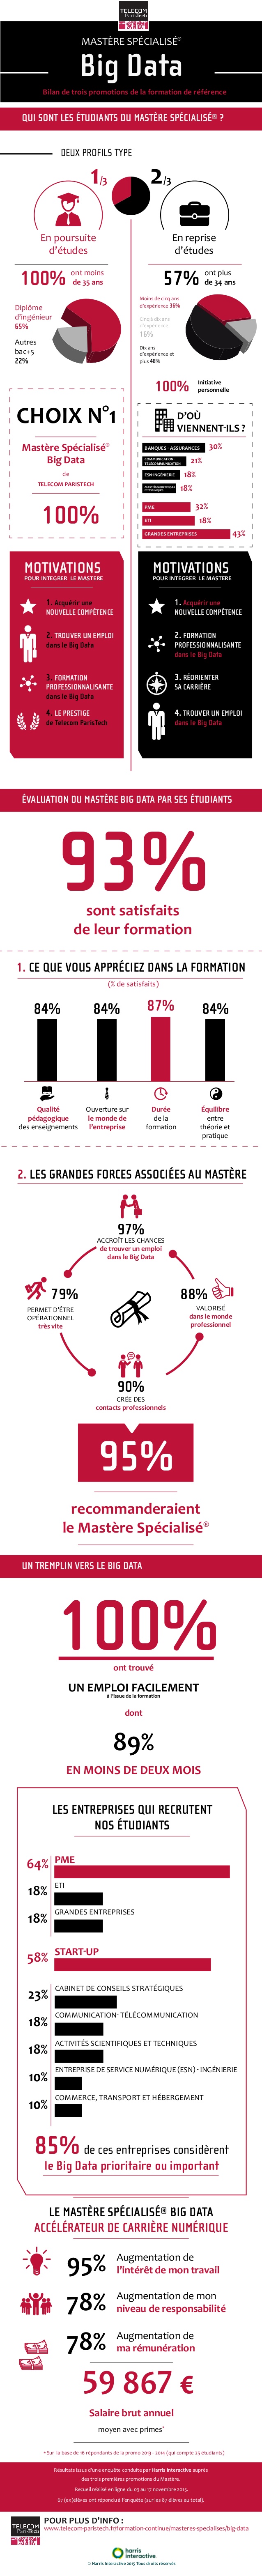 TELECOM
ParisTech
MASTÈRE SPÉCIALISÉ®
Big Data
Bilan de trois promotions de la formation de référence
QUI SONT LES ÉTUDIANTS DU MASTÈRE SPÉCIALISÉ® ?
DEUX PROFILS TYPE
1/3
2/3
En poursuite
d'études
100% ont moins
de 35 ans
Diplôme
d'ingénieur
65%
Autres
bac+5
22%
En reprise
d'études
57% ont plus
de 34 ans
Moins de cinq ans
d'expérience 36%
Cinq à dix ans
d'expérience
16%
Dix ans
d'expérience et
plus 48%
100% Initiative
personnelle
CHOIX N°1
Mastère Spécialisé®
Big Data
de
TELECOM PARISTECH
100%
D'OÙ
VIENNENT-ILS ?
BANQUES - ASSURANCES 30%
COMMUNICATION
TÉLÉCOMMUNICATION 21%
ESN-INGÉNIERIE 18%
18%
PME 32%
ETI 18%
GRANDES ENTREPRISES 43%
MOTIVATIONS
POUR INTEGRER LE MASTERE
1. Acquérir une
NOUVELLE COMPÉTENCE
2. TROUVER UN EMPLOI
dans le Big Data
3. FORMATION
PROFESSIONNALISANTE
dans le Big Data
4. LE PRESTIGE
de Telecom ParisTech
MOTIVATIONS
POUR INTEGRER LE MASTERE
1. Acquérir une
NOUVELLE COMPÉTENCE
2. FORMATION
PROFESSIONNALISANTE
dans le Big Data
3. RÉORIENTER
SA CARRIÈRE
4. TROUVER UN EMPLOI
dans le Big Data
ÉVALUATION DU MASTÈRE BIG DATA PAR SES ÉTUDIANTS
93%
sont satisfaits
de leur formation
1. CE QUE VOUS APPRÉCIEZ DANS LA FORMATION
(% de satisfaits)
84% 84% 87% 84%
Qualité
pédagogique
des enseignements
Ouverture sur
le monde de
l'entreprise
Durée
de la
formation
Équilibre
entre
théorie et
pratique
2. LES GRANDES FORCES ASSOCIÉES AU MASTÈRE
97%
ACCROÎT LES CHANCES
de trouver un emploi
dans le Big Data
79%
PERMET D'ÊTRE
OPÉRATIONNEL
très vite
88%
VALORISÉ
dans le monde
professionnel
90%
CRÉE DES
contacts professionnels
95%
recommanderaient
le Mastère Spécialisé®
UN TREMPLIN VERS LE BIG DATA
100%
ont trouvé
UN EMPLOI FACILEMENT
à l'issue de la formation
dont
89%
EN MOINS DE DEUX MOIS
LES ENTREPRISES QUI RECRUTENT
NOS ÉTUDIANTS
64% PME
18% ETI
18% GRANDES ENTREPRISES
58% START-UP
23% CABINET DE CONSEILS STRATÉGIQUES
18% COMMUNICATION- TÉLÉCOMMUNICATION
18% ACTIVITÉS SCIENTIFIQUES ET TECHNIQUES
10% ENTREPRISE DE SERVICE NUMÉRIQUE (ESN) - INGÉNIERIE
10% COMMERCE, TRANSPORT ET HÉBERGEMENT
85% de ces entreprises considèrent
le Big Data prioritaire ou important
LE MASTÈRE SPÉCIALISÉ® BIG DATA
ACCÉLÉRATEUR DE CARRIÈRE NUMÉRIQUE
95% Augmentation de
l'intérêt de mon travail
78% Augmentation de mon
niveau de responsabilité
78% Augmentation de
ma rémunération
59 867 €
Salaire brut annuel
moyen avec primes*
* Sur la base de 16 répondants de la promo 2013 - 2014 (qui compte 25 étudiants)
Résultats issus d'une enquête conduite par Harris Interactive auprès
des trois premières promotions du Mastère.
Recueil réalisé en ligne du 03 au 17 novembre 2015.
67 (ex)élèves ont répondu à l'enquête (sur les 87 élèves au total).
TELECOM
ParisTech
POUR PLUS D'INFO :
www.telecom-paristech.fr/formation-continue/masteres-specialises/big-data
harris
interactive
© Harris Interactive 2015 Tous droits réservés